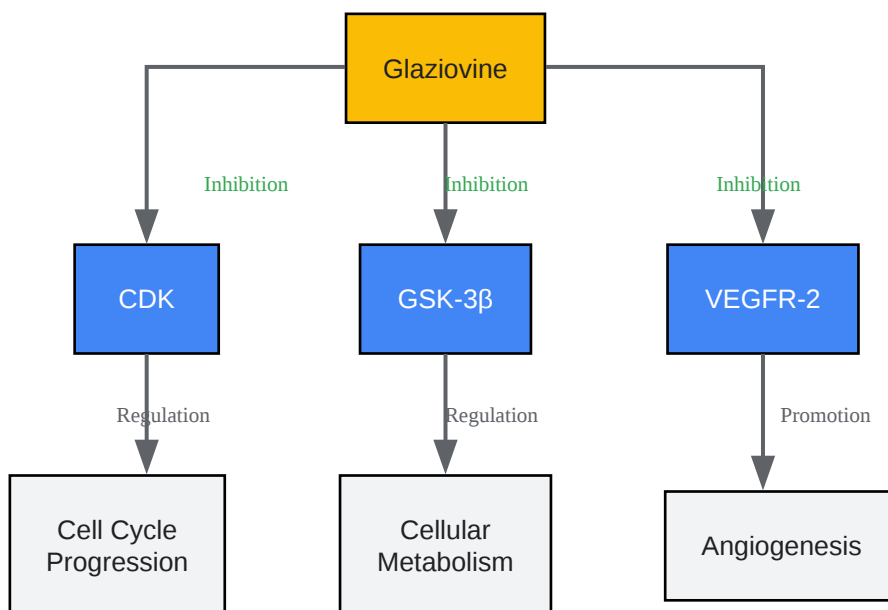 Glaziovine
Inhibition
Inhibition
Inhibition
CDK
GSK-3β
VEGFR-2
Regulation
Regulation
Promotion
Cell Cycle
Progression
Cellular
Metabolism
Angiogenesis